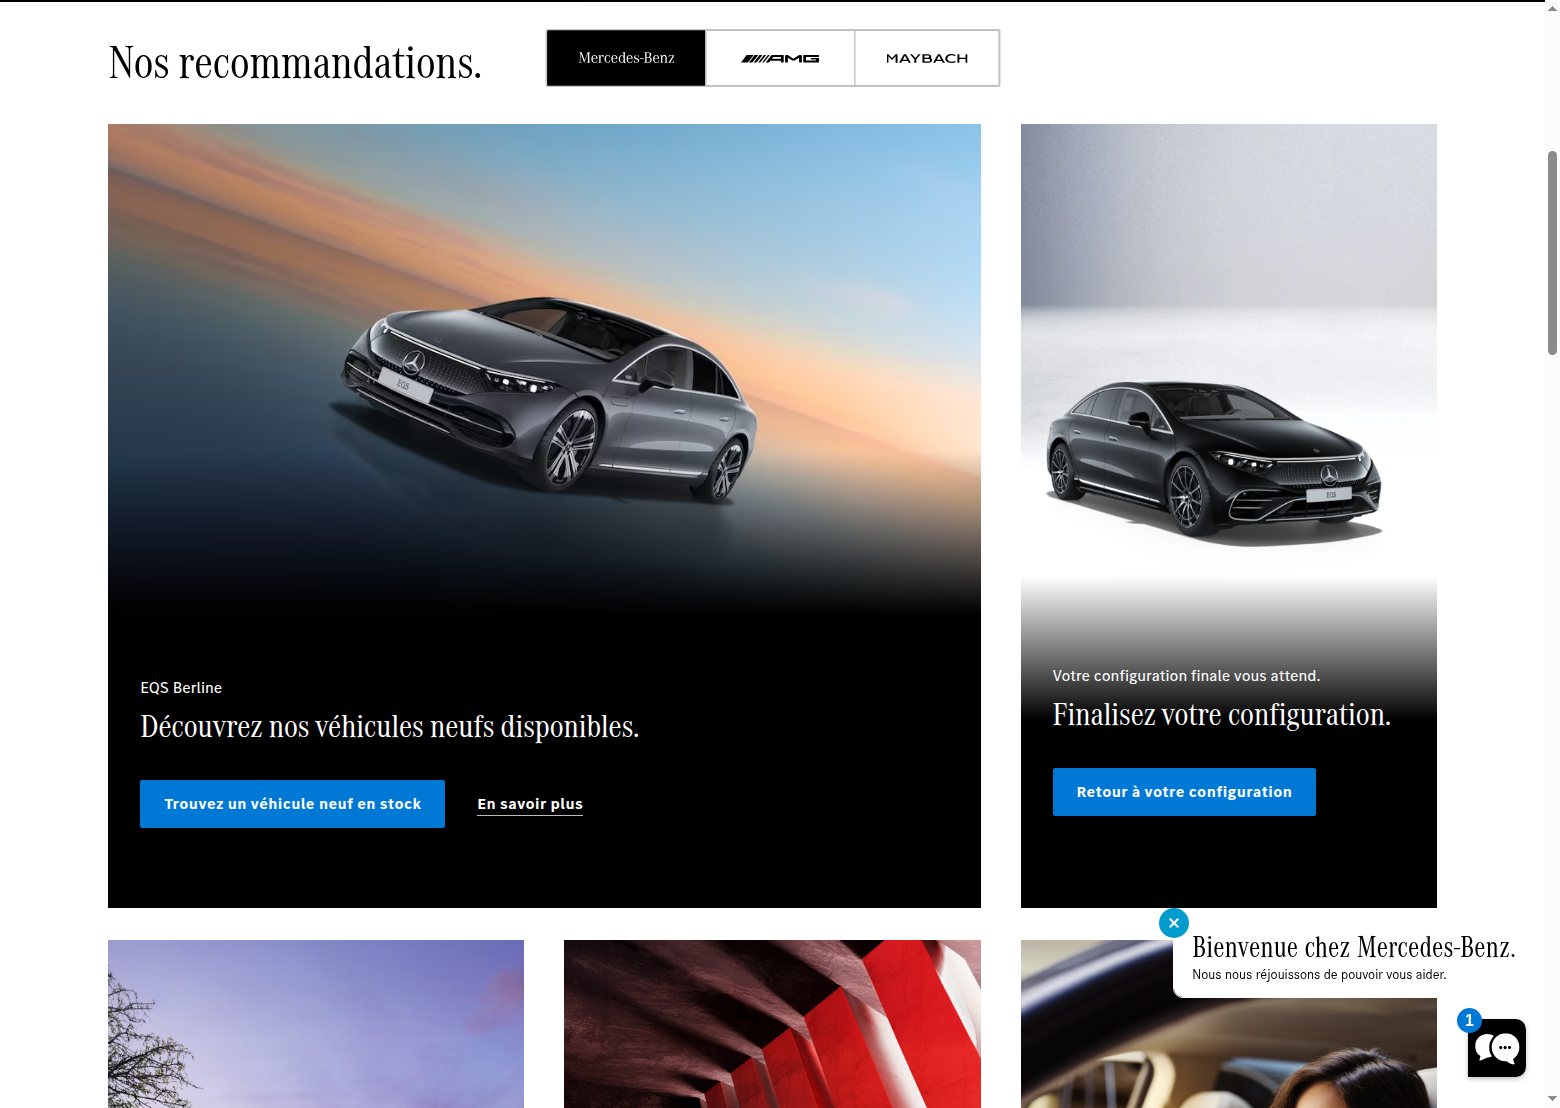 Nos recommandations.
Mercedes-Benz
AMG
MAYBACH
EQS
EQS
EQS Berline
Découvrez nos véhicules neufs disponibles.
Trouvez un véhicule neuf en stock
En savoir plus
Votre configuration finale vous attend.
Finalisez votre configuration.
Retour à votre configuration
Bienvenue chez Mercedes-Benz.
Nous nous réjouissons de pouvoir vous aider.
1